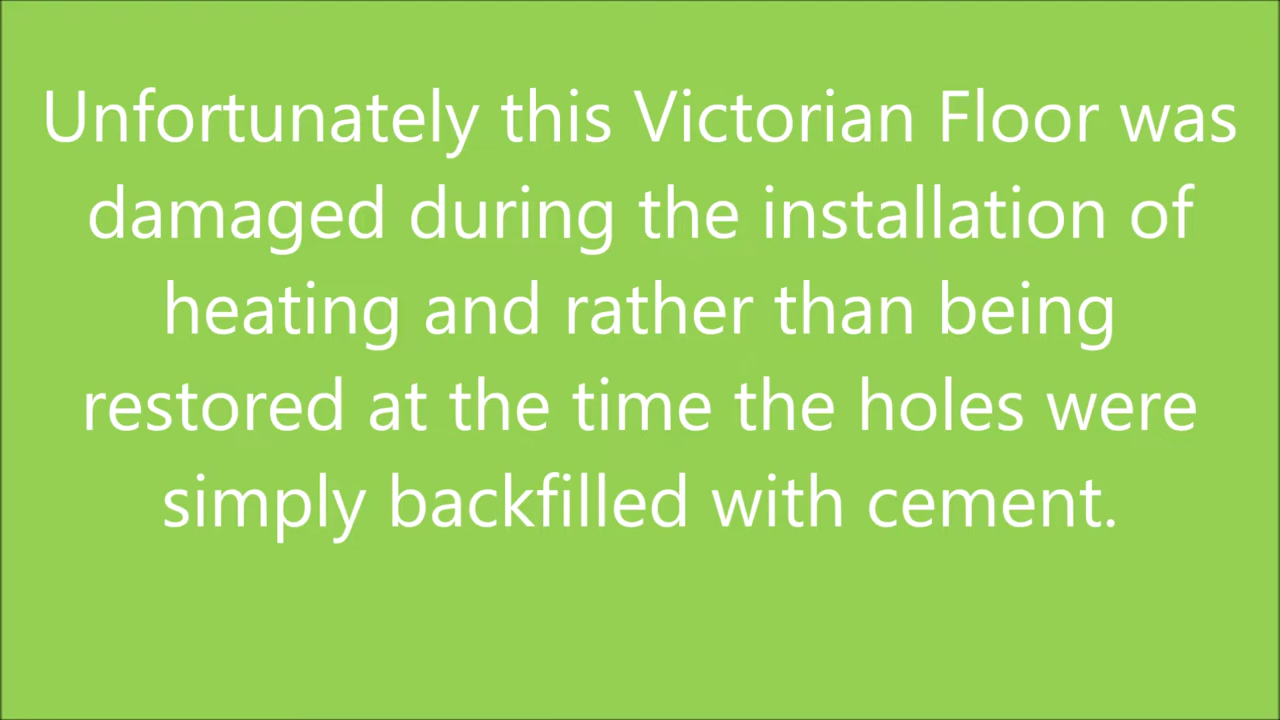 Unfortunately this Victorian Floor was
damaged during the installation of
heating and rather than being
restored at the time the holes were
simply backfilled with cement.